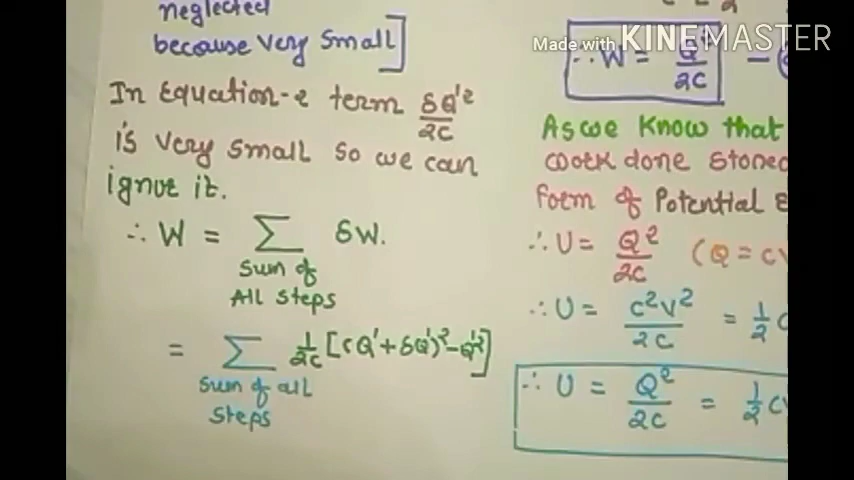 neglected
because very small]
In Equation-2 term δQ'²/2C
is very small so we can
ignor it.
∴ W = Σ δW.
Sum of
All steps
= Σ 1/2C [(Q'+δQ')²-Q'²]
Sum of all
steps
Made with KINEMASTER
∴ W = Q²/2C
As we know that
work done stored
form of Potential E
∴ U = Q²/2C (Q = CV
∴ U = C²V²/2C = 1/2 C
∴ U = Q²/2C = 1/2 CV